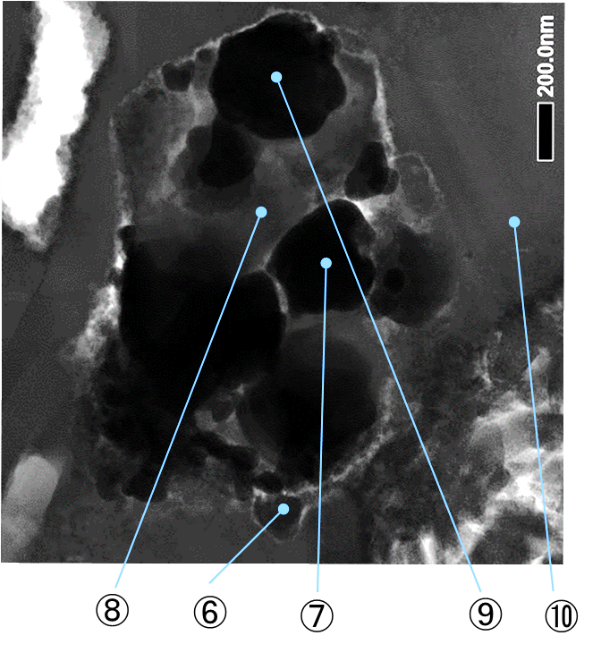 200.0nm
⑧ ⑥ ⑦ ⑨ ⑩